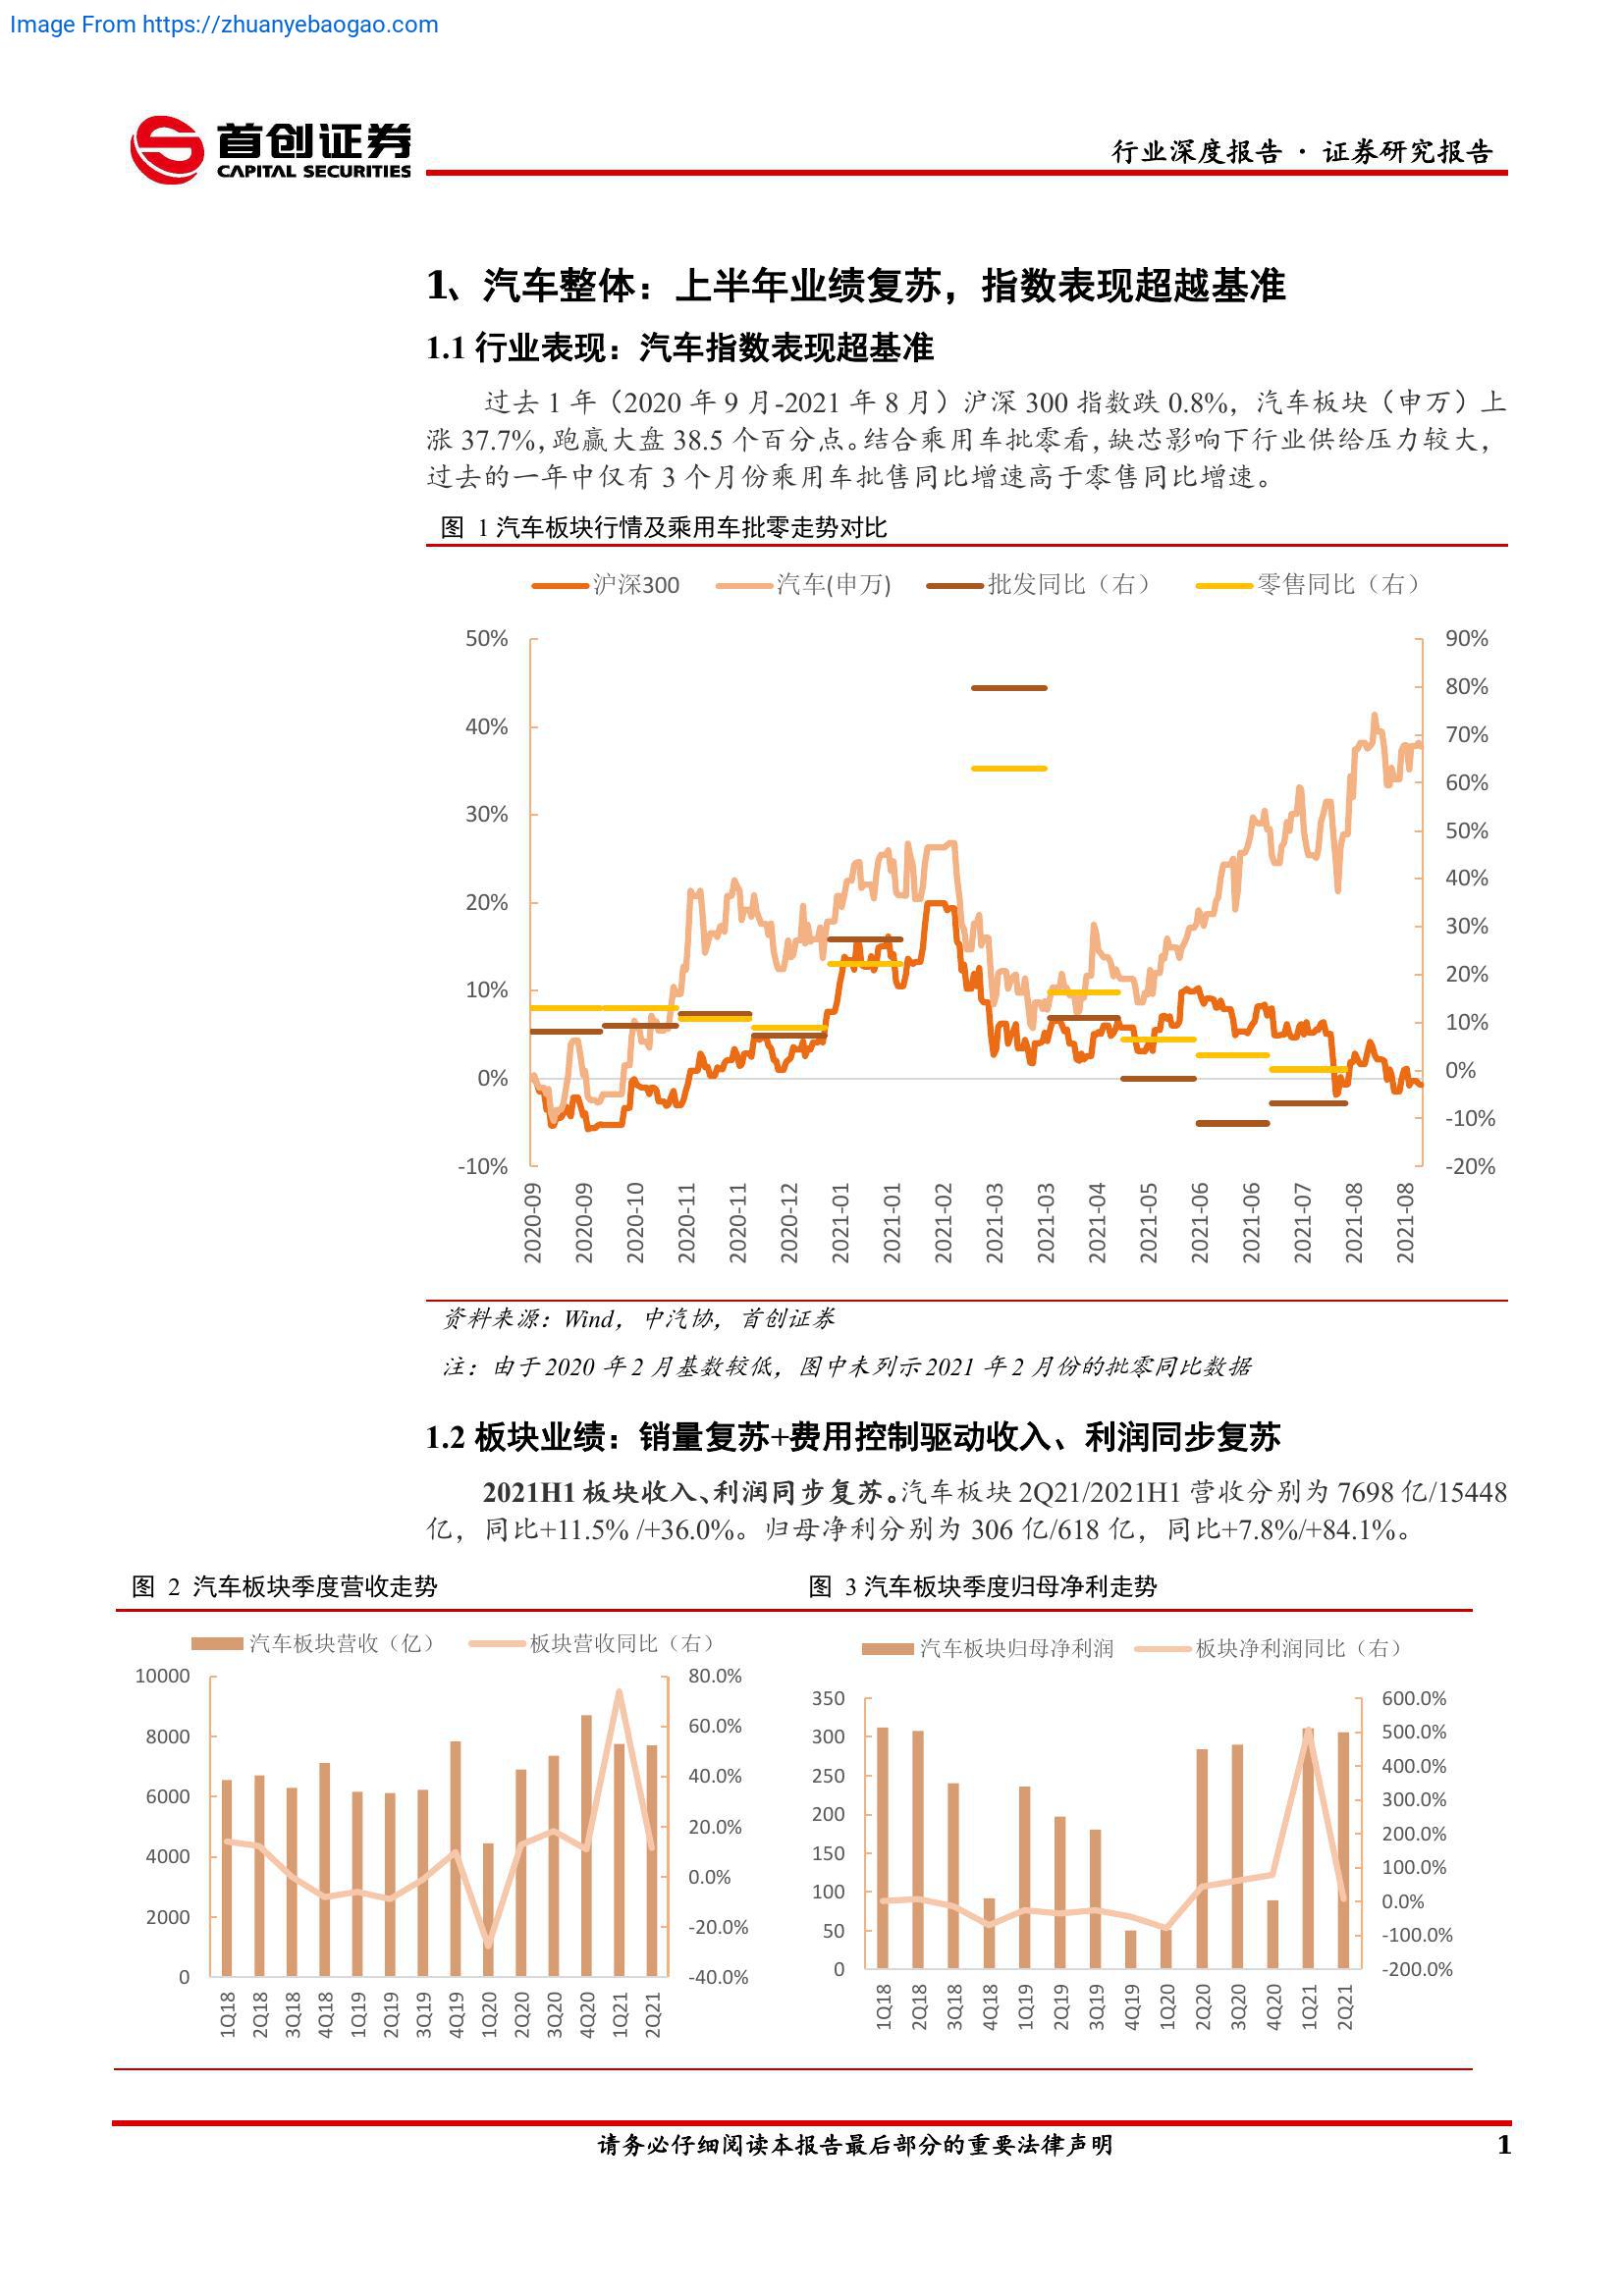 Image From https://zhuanyebaogao.com
首创证券
CAPITAL SECURITIES
行业深度报告 · 证券研究报告
1、汽车整体：上半年业绩复苏，指数表现超越基准
1.1 行业表现：汽车指数表现超基准
过去 1 年（2020 年 9 月-2021 年 8 月）沪深 300 指数跌 0.8%，汽车板块（申万）上
涨 37.7%，跑赢大盘 38.5 个百分点。结合乘用车批零看，缺芯影响下行业供给压力较大，
过去的一年中仅有 3 个月份乘用车批售同比增速高于零售同比增速。
图 1 汽车板块行情及乘用车批零走势对比
沪深300 汽车(申万) 批发同比（右） 零售同比（右）
50% 90%
80%
40% 70%
60%
30% 50%
40%
20% 30%
20%
10% 10%
0% 0%
-10%
-10% -20%
2020-09 2020-09 2020-10 2020-11 2020-11 2020-12 2021-01 2021-01 2021-02 2021-03 2021-03 2021-04 2021-05 2021-06 2021-06 2021-07 2021-08 2021-08
资料来源：Wind，中汽协，首创证券
注：由于 2020 年 2 月基数较低，图中未列示 2021 年 2 月份的批零同比数据
1.2 板块业绩：销量复苏+费用控制驱动收入、利润同步复苏
2021H1 板块收入、利润同步复苏。汽车板块 2Q21/2021H1 营收分别为 7698 亿/15448
亿，同比+11.5% /+36.0%。归母净利分别为 306 亿/618 亿，同比+7.8%/+84.1%。
图 2 汽车板块季度营收走势
汽车板块营收（亿） 板块营收同比（右）
10000 80.0%
8000 60.0%
6000 40.0%
20.0%
4000 0.0%
2000 -20.0%
0 -40.0%
1Q18 2Q18 3Q18 4Q18 1Q19 2Q19 3Q19 4Q19 1Q20 2Q20 3Q20 4Q20 1Q21 2Q21
图 3 汽车板块季度归母净利走势
汽车板块归母净利润 板块净利润同比（右）
350 600.0%
300 500.0%
250 400.0%
200 300.0%
150 200.0%
100 100.0%
50 0.0%
-100.0%
0 -200.0%
1Q18 2Q18 3Q18 4Q18 1Q19 2Q19 3Q19 4Q19 1Q20 2Q20 3Q20 4Q20 1Q21 2Q21
请务必仔细阅读本报告最后部分的重要法律声明 1